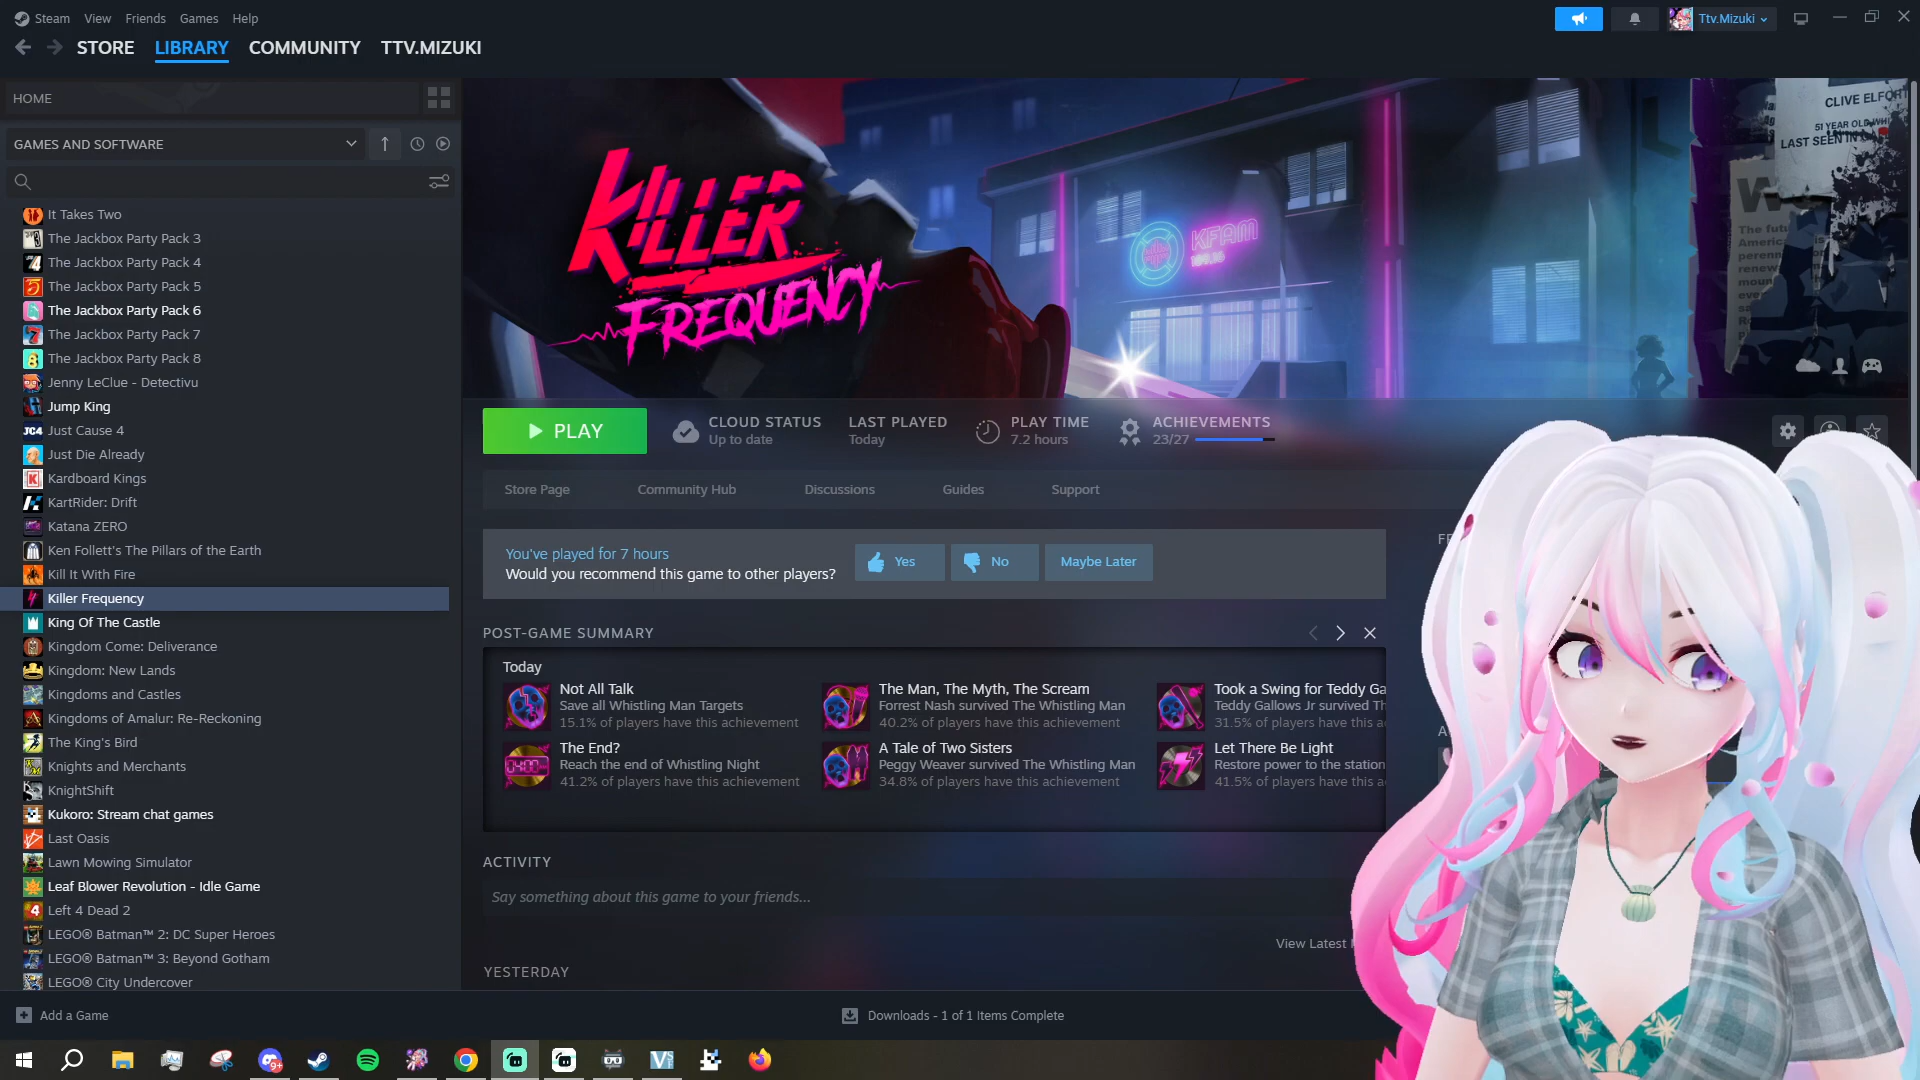 Steam View Friends Games Help
Ttv.Mizuki
STORE LIBRARY COMMUNITY TTV.MIZUKI
HOME
GAMES AND SOFTWARE
It Takes Two
The Jackbox Party Pack 3
The Jackbox Party Pack 4
The Jackbox Party Pack 5
The Jackbox Party Pack 6
The Jackbox Party Pack 7
The Jackbox Party Pack 8
Jenny LeClue - Detectivu
Jump King
Just Cause 4
Just Die Already
Kardboard Kings
KartRider: Drift
Katana ZERO
Ken Follett's The Pillars of the Earth
Kill It With Fire
Killer Frequency
King Of The Castle
Kingdom Come: Deliverance
Kingdom: New Lands
Kingdoms and Castles
Kingdoms of Amalur: Re-Reckoning
The King's Bird
Knights and Merchants
KnightShift
Kukoro: Stream chat games
Last Oasis
Lawn Mowing Simulator
Leaf Blower Revolution - Idle Game
Left 4 Dead 2
LEGO® Batman™ 2: DC Super Heroes
LEGO® Batman™ 3: Beyond Gotham
LEGO® City Undercover
Add a Game
KILLER
FREQUENCY
KFAM
CLIVE ELFORT
51 YEAR OLD WHI
LAST SEEN IN
The futu
Americ
peren
renew
moun
PLAY
CLOUD STATUS
Up to date
LAST PLAYED
Today
PLAY TIME
7.2 hours
ACHIEVEMENTS
23/27
Store Page Community Hub Discussions Guides Support
You've played for 7 hours
Would you recommend this game to other players?
Yes No Maybe Later
POST-GAME SUMMARY
Today
Not All Talk
Save all Whistling Man Targets
15.1% of players have this achievement
The Man, The Myth, The Scream
Forrest Nash survived The Whistling Man
40.2% of players have this achievement
Took a Swing for Teddy Ga
Teddy Gallows Jr survived Th
31.5% of players have this a
The End?
Reach the end of Whistling Night
41.2% of players have this achievement
A Tale of Two Sisters
Peggy Weaver survived The Whistling Man
34.8% of players have this achievement
Let There Be Light
Restore power to the station
41.5% of players have this a
ACTIVITY
Say something about this game to your friends...
View Latest
YESTERDAY
Downloads - 1 of 1 Items Complete